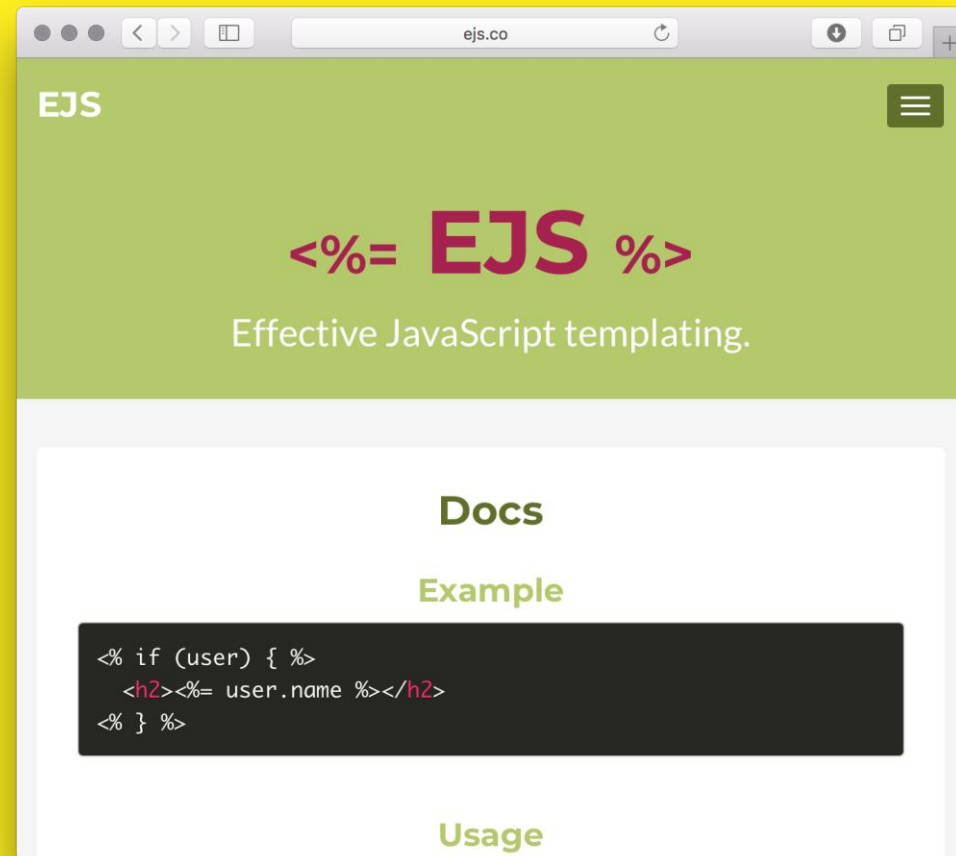 ejs.co
EJS
<%= EJS %>
Effective JavaScript templating.
Docs
Example
<% if (user) { %>
  <h2><%= user.name %></h2>
<% } %>
Usage